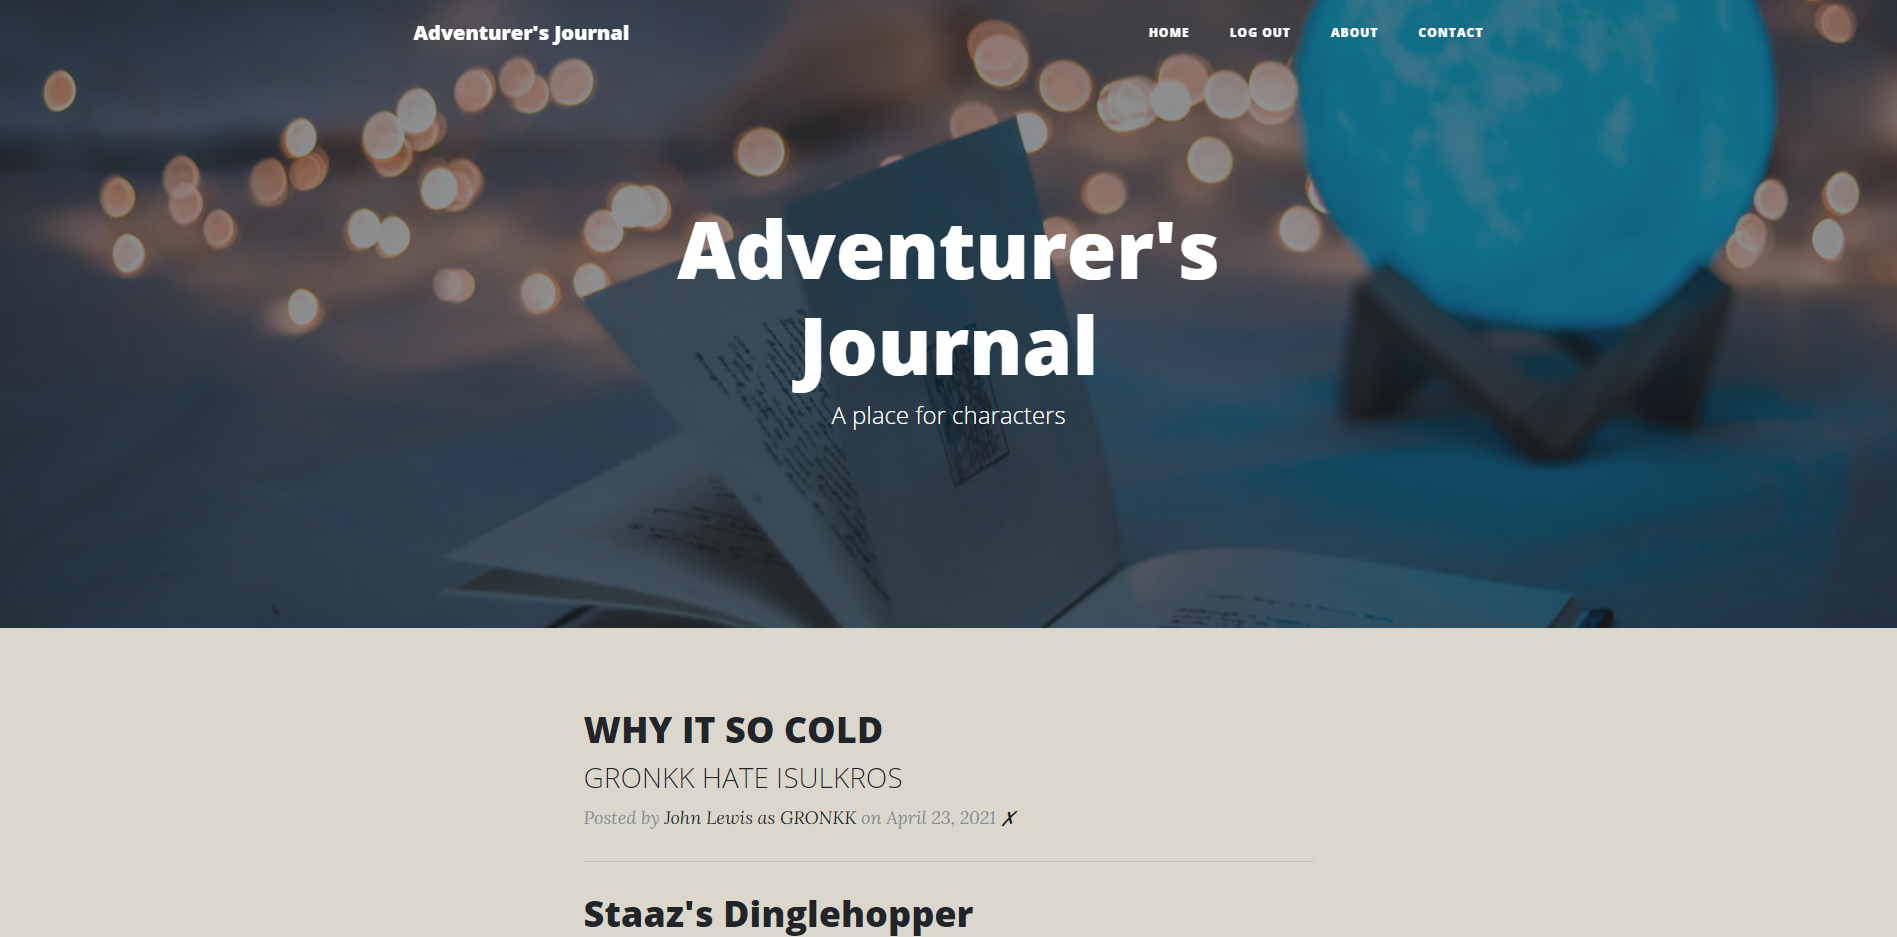 Adventurer's Journal
HOME LOG OUT ABOUT CONTACT
Adventurer's
Journal
A place for characters
WHY IT SO COLD
GRONKK HATE ISULKROS
Posted by John Lewis as GRONKK on April 23, 2021 ✗
Staaz's Dinglehopper